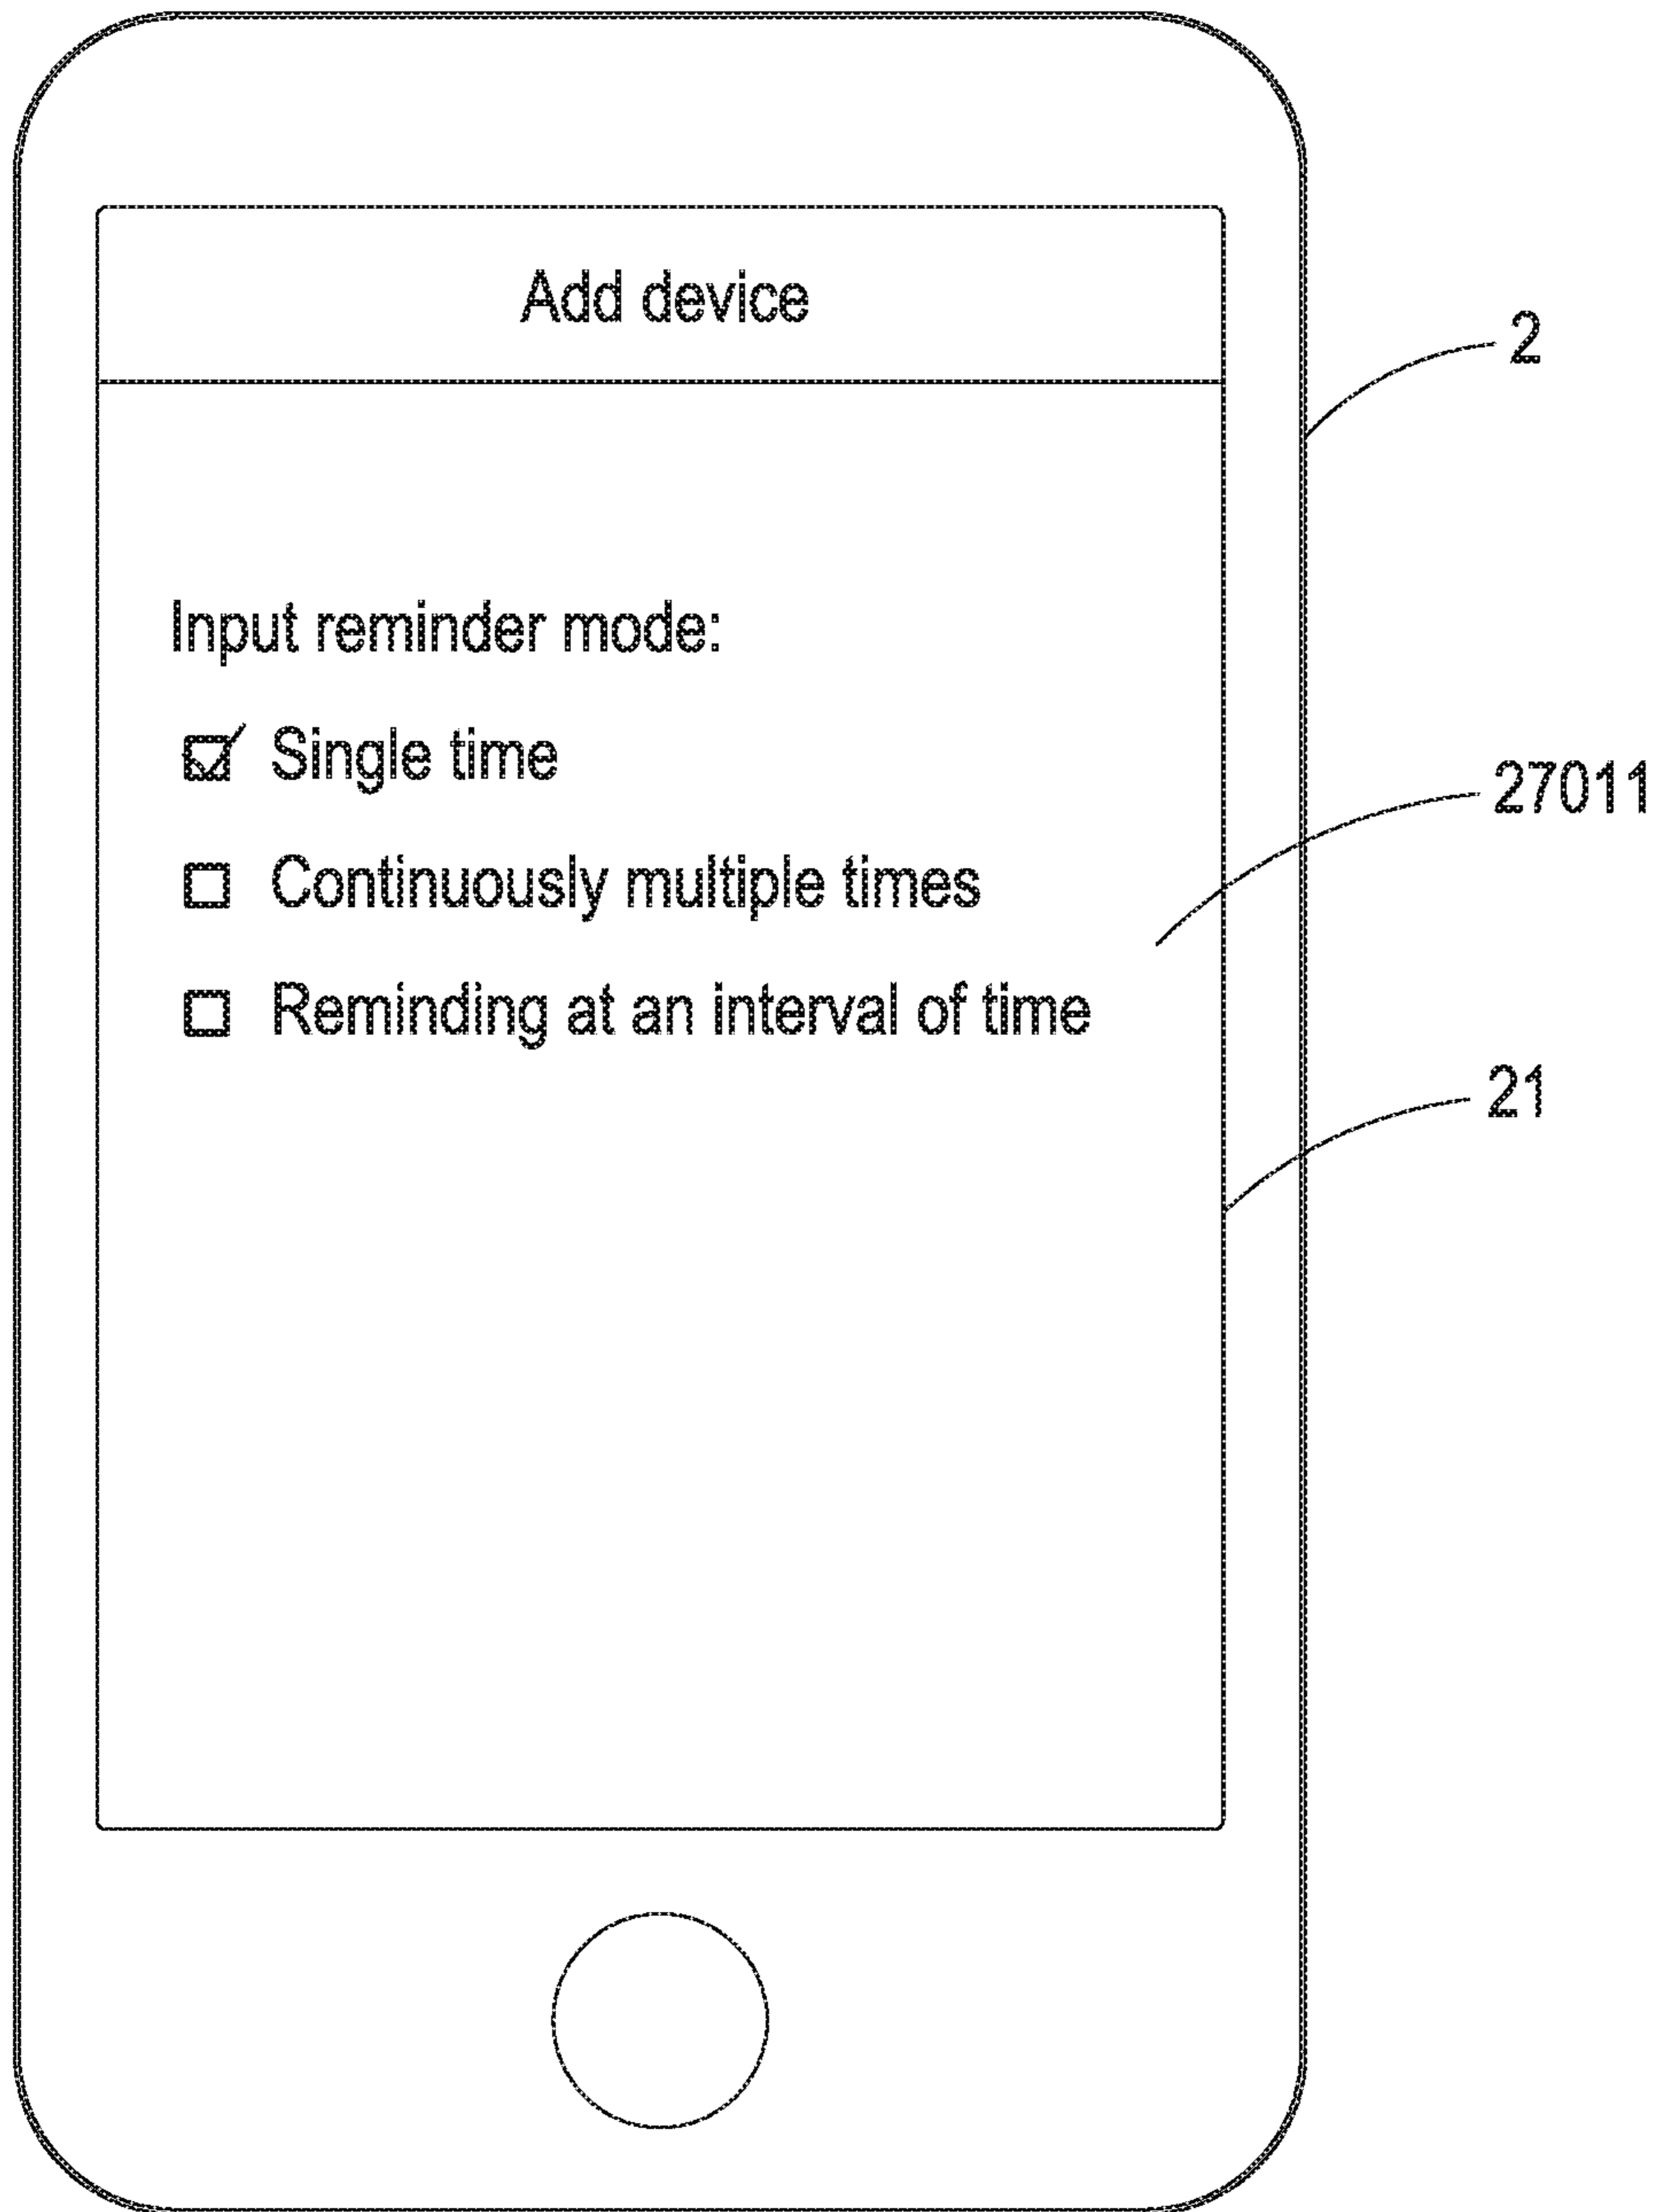 Add device
2
Input reminder mode:
Single time
27011
Continuously multiple times
Reminding at an interval of time
21